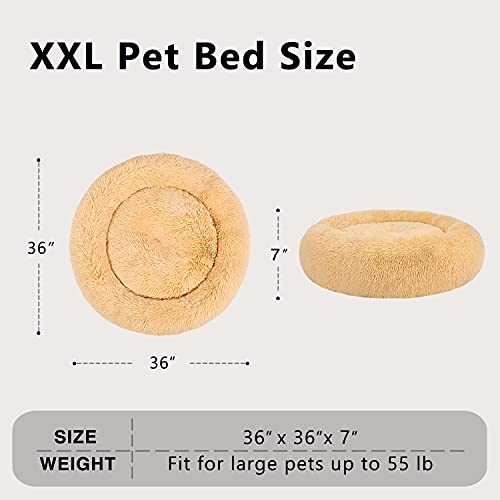 XXL Pet Bed Size
36″
7″
36″
SIZE 36″ x 36″x 7″
WEIGHT Fit for large pets up to 55 lb